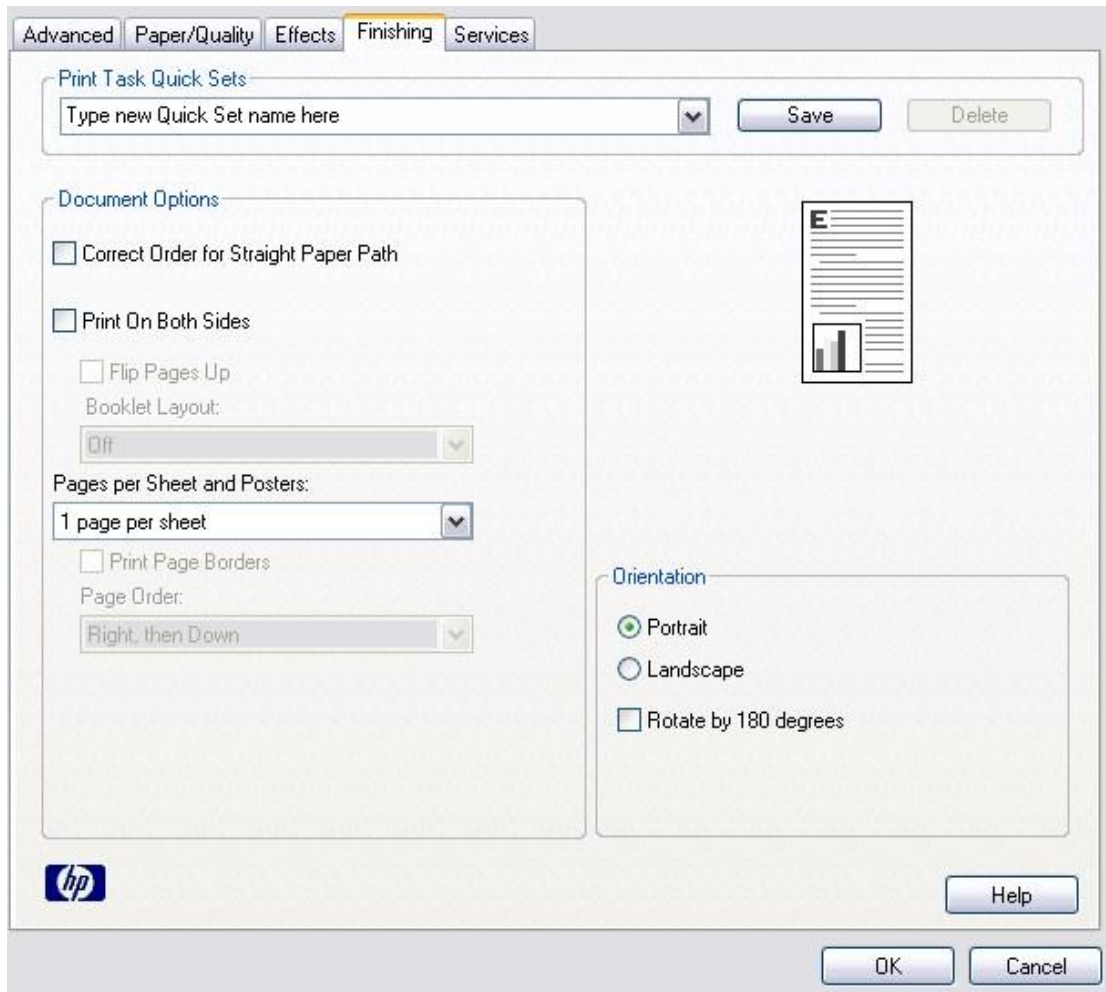 Advanced Paper/Quality Effects Finishing Services
Print Task Quick Sets
Type new Quick Set name here Save Delete
Document Options
E
Correct Order for Straight Paper Path
Print On Both Sides
Flip Pages Up
Booklet Layout:
Off
Pages per Sheet and Posters:
1 page per sheet
Print Page Borders
Page Order:
Right, then Down
Orientation
Portrait
Landscape
Rotate by 180 degrees
hp
Help
OK Cancel